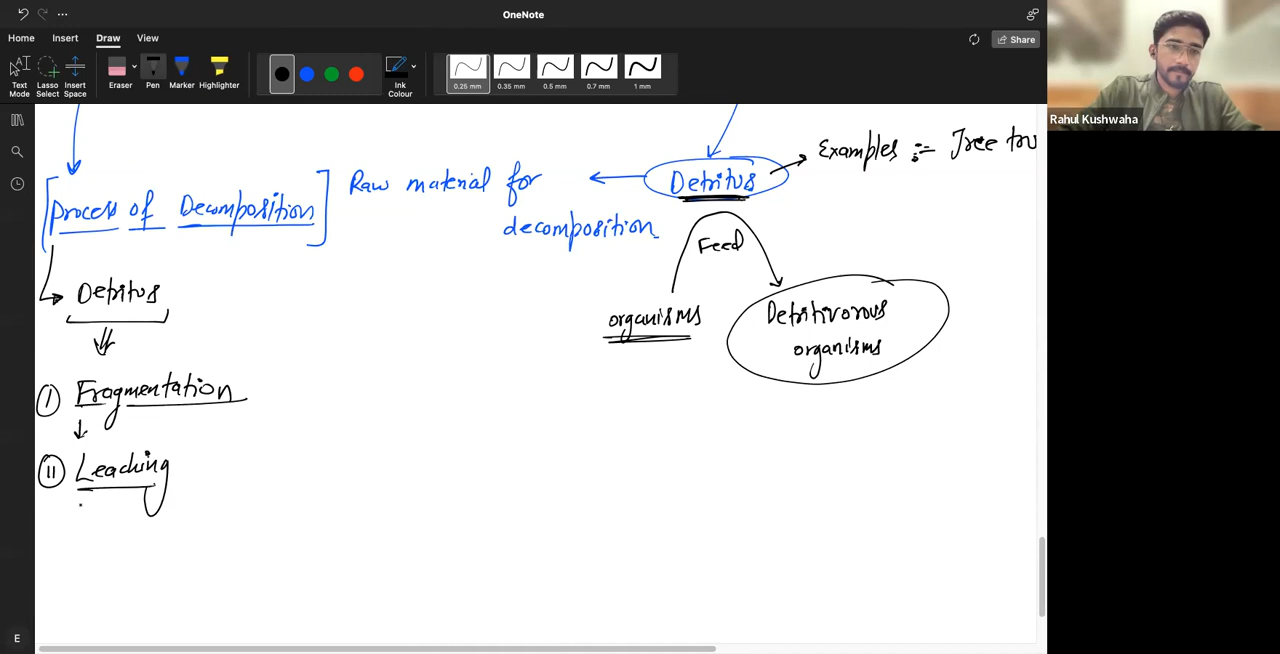 OneNote
Home Insert Draw View
Share
Text Mode
Lasso Select
Insert Space
Eraser
Pen
Marker
Highlighter
Ink Colour
0.25 mm 0.35 mm 0.5 mm 0.7 mm 1 mm
Rahul Kushwaha
Examples :- Tree tru
Raw material for
Detritus
Process of Decomposition
decomposition
Feed
Detritus
organisms
Detritivorous
organisms
I Fragmentation
II Leaching
E